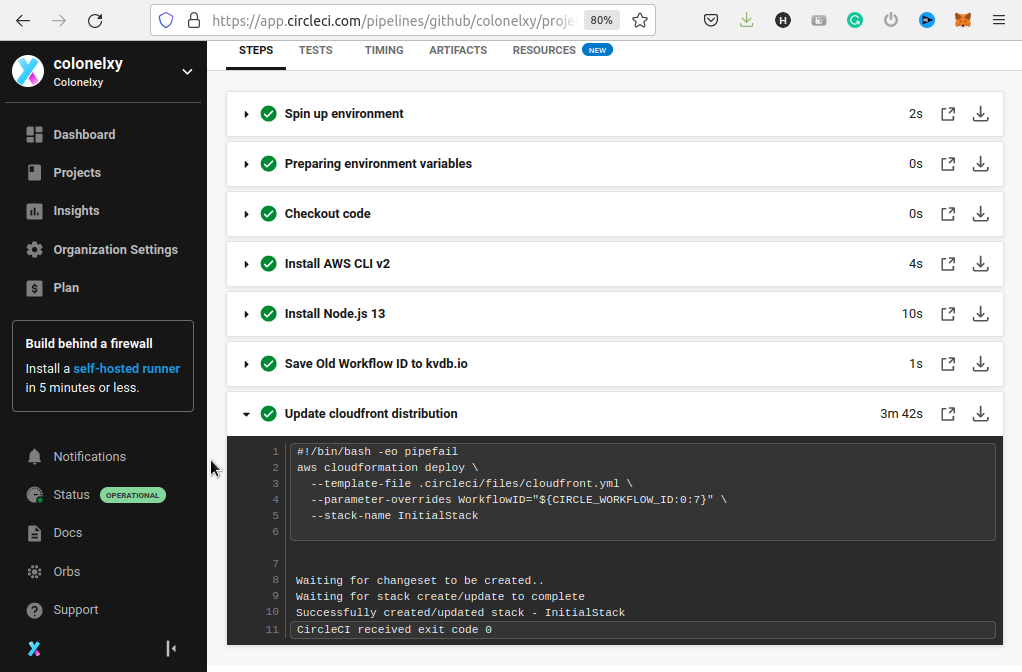 https://app.circleci.com/pipelines/github/colonelxy/proje
80%
colonelxy
Colonelxy
Dashboard
Projects
Insights
Organization Settings
Plan
Build behind a firewall
Install a self-hosted runner
in 5 minutes or less.
Notifications
Status OPERATIONAL
Docs
Orbs
Support
STEPS TESTS TIMING ARTIFACTS RESOURCES NEW
Spin up environment 2s
Preparing environment variables 0s
Checkout code 0s
Install AWS CLI v2 4s
Install Node.js 13 10s
Save Old Workflow ID to kvdb.io 1s
Update cloudfront distribution 3m 42s
1 #!/bin/bash -eo pipefail
2 aws cloudformation deploy \
3 --template-file .circleci/files/cloudfront.yml \
4 --parameter-overrides WorkflowID="${CIRCLE_WORKFLOW_ID:0:7}" \
5 --stack-name InitialStack
6
7
8 Waiting for changeset to be created..
9 Waiting for stack create/update to complete
10 Successfully created/updated stack - InitialStack
11 CircleCI received exit code 0